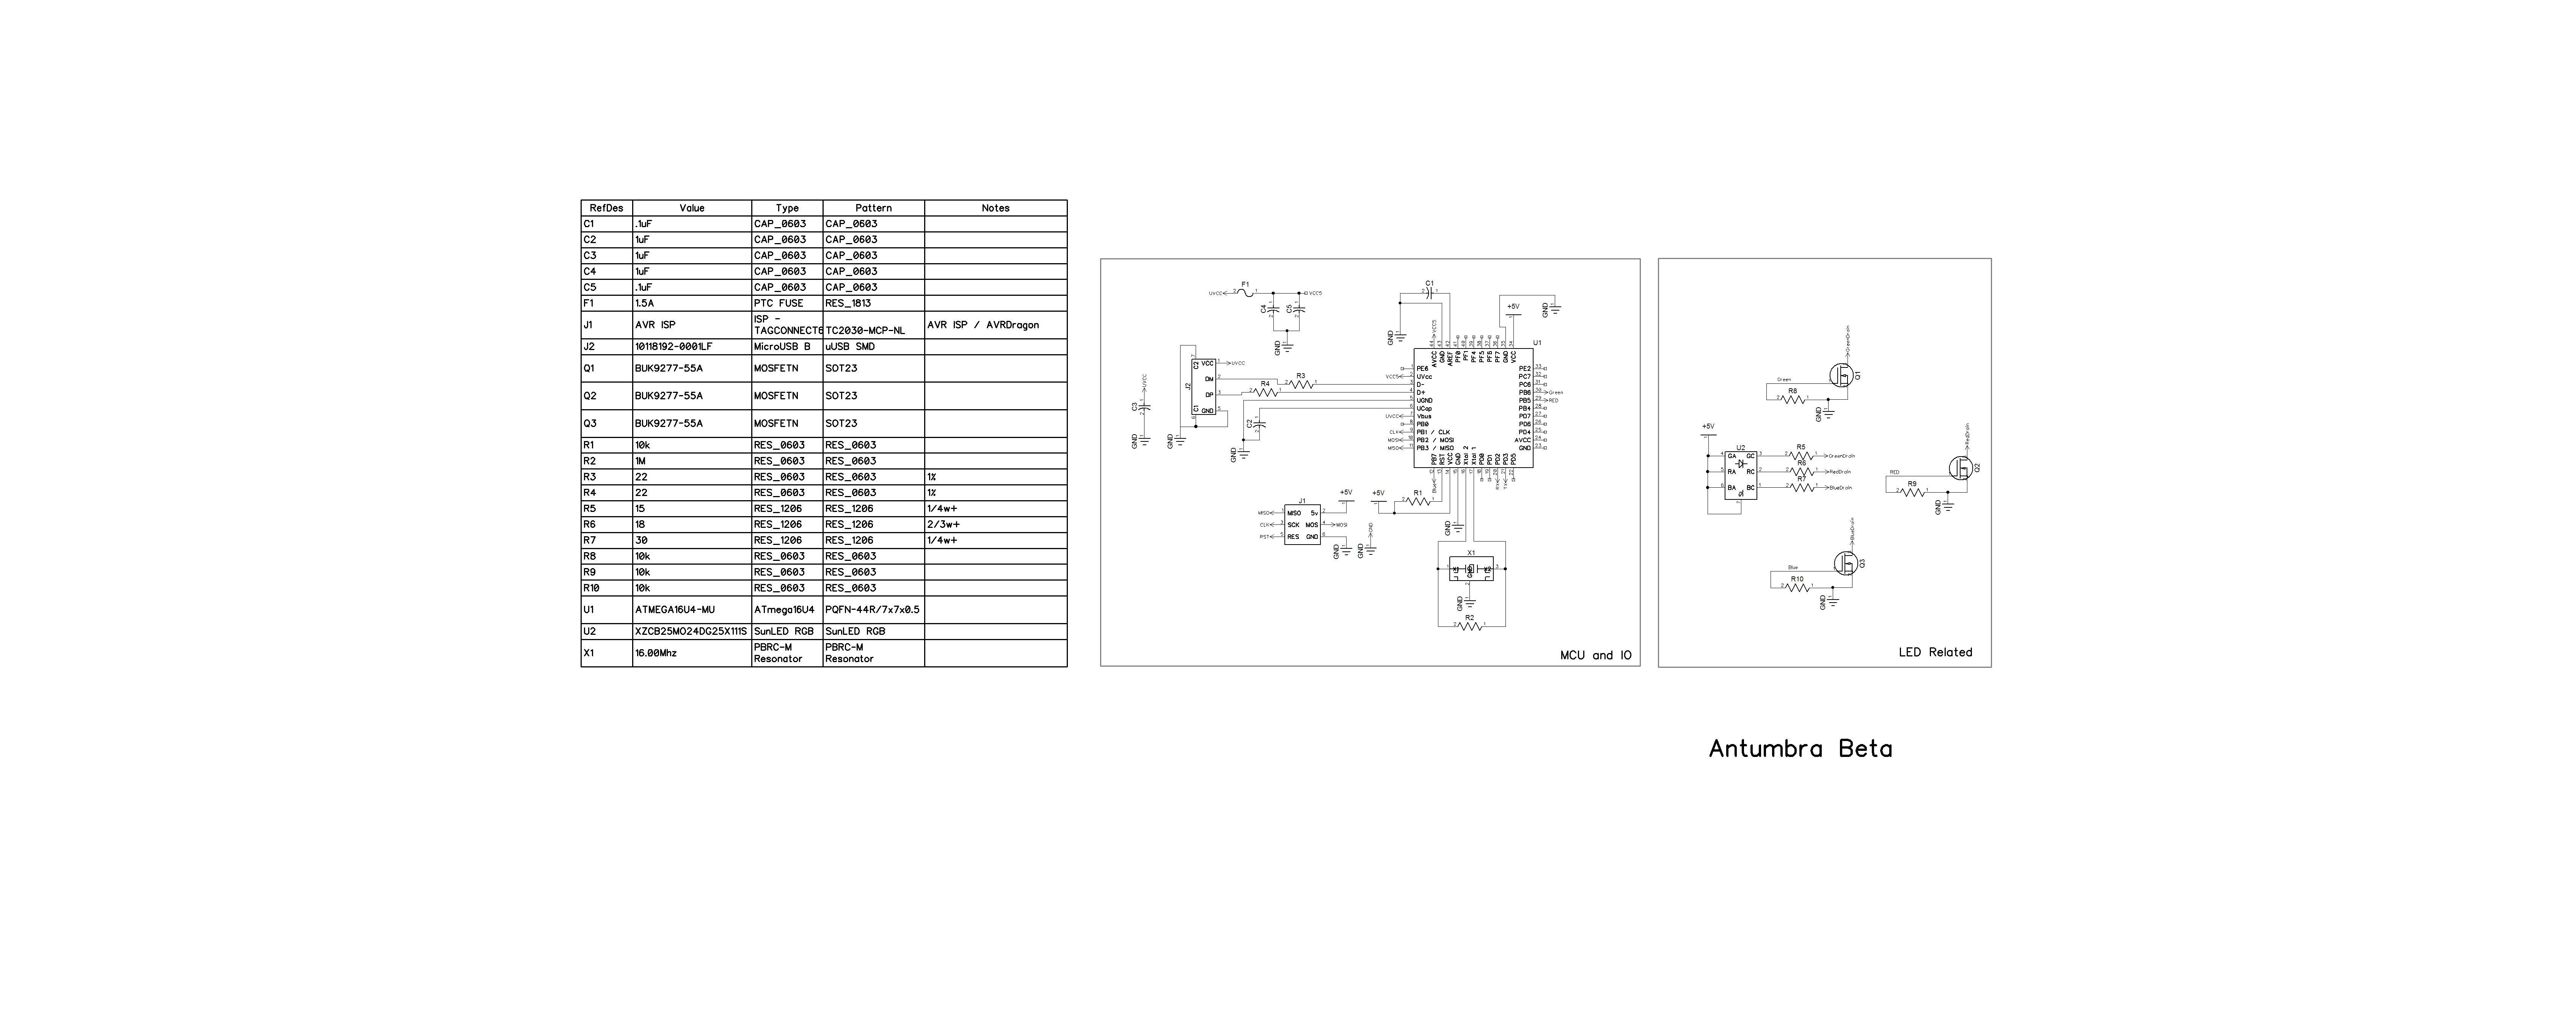 RefDes Value Type Pattern Notes
C1 .1uF CAP_0603 CAP_0603
C2 1uF CAP_0603 CAP_0603
C3 1uF CAP_0603 CAP_0603
C4 1uF CAP_0603 CAP_0603
C5 .1uF CAP_0603 CAP_0603
F1 1.5A PTC FUSE RES_1813
J1 AVR ISP ISP - TC2030-MCP-NL AVR ISP / AVRDragon
J2 10118192-0001LF MicroUSB B uUSB SMD
Q1 BUK9277-55A MOSFETN SOT23
Q2 BUK9277-55A MOSFETN SOT23
Q3 BUK9277-55A MOSFETN SOT23
R1 10k RES_0603 RES_0603
R2 1M RES_0603 RES_0603
R3 22 RES_0603 RES_0603 1%
R4 22 RES_0603 RES_0603 1%
R5 15 RES_1206 RES_1206 1/4w+
R6 18 RES_1206 RES_1206 2/3w+
R7 30 RES_1206 RES_1206 1/4w+
R8 10k RES_0603 RES_0603
R9 10k RES_0603 RES_0603
R10 10k RES_0603 RES_0603
U1 ATMEGA16U4-MU ATmega16U4 PQFN-44R/7x7x0.5
U2 XZCB25MO24DG25X111S SunLED RGB SunLED RGB
X1 16.00Mhz PBRC-M Resonator PBRC-M Resonator
UVCC F1 VCC5
C4 C5
GND
C3 UVCC
GND
J2
C2 VCC UVCC
DM
DP
C1 GND
GND
R3
R4
C2
GND
C1
GND
VCC5
+5V
GND
U1
AVCC GND AREF PF0 PF1 PF4 PF5 PF6 PF7 GND VCC
PE6 PE2
VCC5 UVcc PC7
D- PC6
D+ PB6 Green
UGND PB5 RED
UCap PB4
UVCC Vbus PD7
PB0 PD6
CLK PB1 / CLK PD4
MOSI PB2 / MOSI AVCC
MISO PB3 / MISO GND
PB7 RST VCC GND Xtal 2 Xtal 1 PD0 PD1 PD2 PD3 PD5
Blue
Rx Tx
J1
MISO MISO 5v +5V
CLK SCK MOS MOSI
RST RES GND
GND
GND
GND
+5V R1
GND
X1
GND
GND
R2
MCU and IO
GreenDrain
Q1
Green
R8
GND
+5V
U2
GA GC R5 GreenDrain
RA RC R6 RedDrain
BA BC R7 BlueDrain
RedDrain
Q2
RED
R9
GND
BlueDrain
Q3
Blue
R10
GND
LED Related
Antumbra Beta